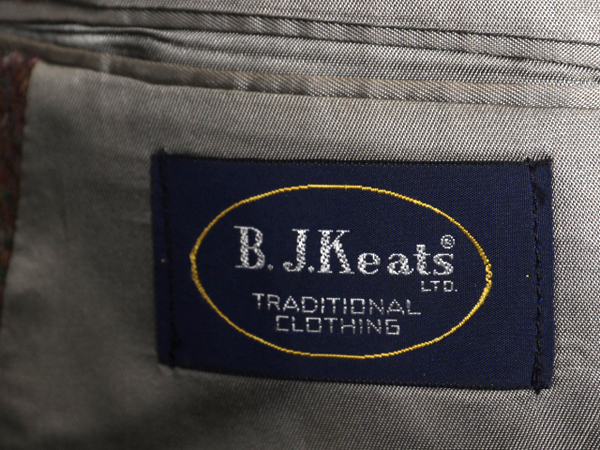 B.J.Keats®
LTD.
TRADITIONAL
CLOTHING